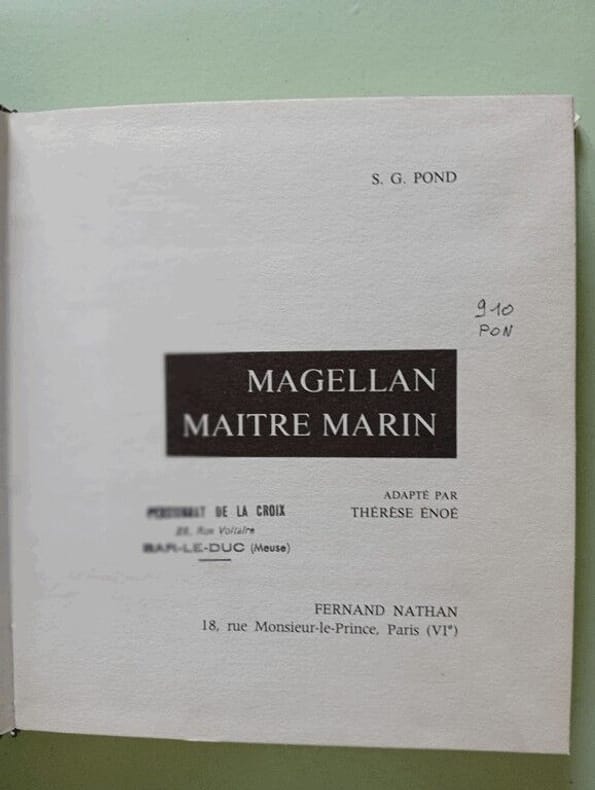 S. G. POND
910
PON
MAGELLAN
MAITRE MARIN
ADAPTÉ PAR
THÉRÈSE ÉNOÉ
PENSIONNAT DE LA CROIX
Rue Voltaire
BAR-LE-DUC (Meuse)
FERNAND NATHAN
18, rue Monsieur-le-Prince, Paris (VIᵉ)